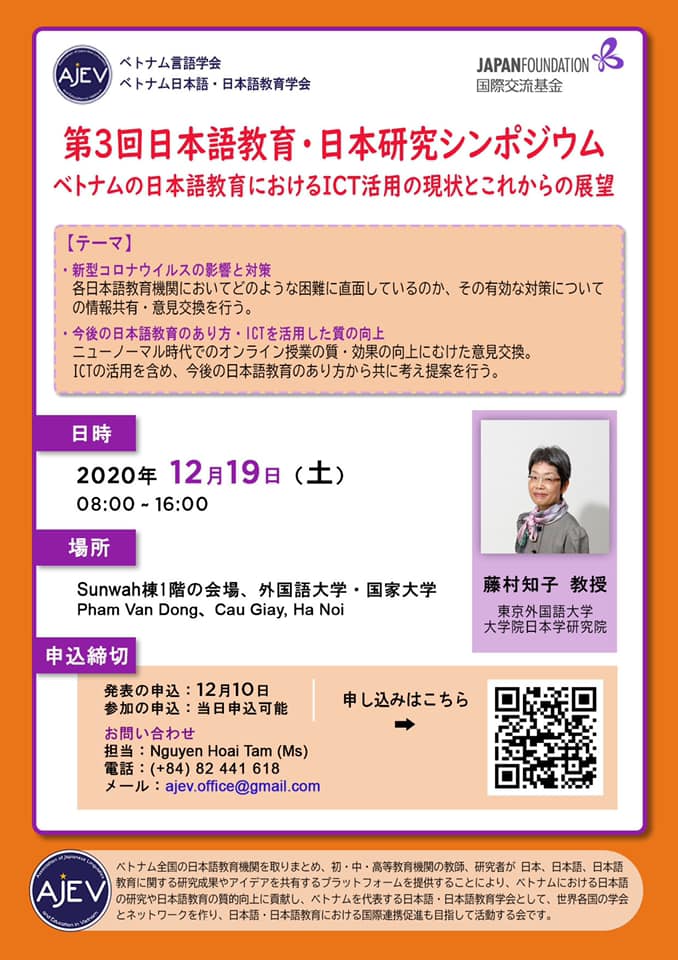 AJEV
ベトナム言語学会
ベトナム日本語・日本語教育学会
JAPANFOUNDATION
国際交流基金
第3回日本語教育・日本研究シンポジウム
ベトナムの日本語教育におけるICT活用の現状とこれからの展望
【テーマ】
・新型コロナウイルスの影響と対策
各日本語教育機関においてどのような困難に直面しているのか、その有効な対策について
の情報共有・意見交換を行う。
・今後の日本語教育のあり方・ICTを活用した質の向上
ニューノーマル時代でのオンライン授業の質・効果の向上にむけた意見交換。
ICTの活用を含め、今後の日本語教育のあり方から共に考え提案を行う。
日時
2020年 12月19日（土）
08:00 ~ 16:00
場所
Sunwah棟1階の会場、外国語大学・国家大学
Pham Van Dong、Cau Giay, Ha Noi
藤村知子 教授
東京外国語大学
大学院日本学研究院
申込締切
発表の申込：12月10日
参加の申込：当日申込可能
お問い合わせ
担当：Nguyen Hoai Tam (Ms)
電話：(+84) 82 441 618
メール：ajev.office@gmail.com
申し込みはこちら
Association of Japanese Linguistics
AJEV
and Education in Vietnam
ベトナム全国の日本語教育機関を取りまとめ、初・中・高等教育機関の教師、研究者が 日本、日本語、日本語
教育に関する研究成果やアイデアを共有するプラットフォームを提供することにより、ベトナムにおける日本語
の研究や日本語教育の質的向上に貢献し、ベトナムを代表する日本語・日本語教育学会として、世界各国の学会
とネットワークを作り、日本語・日本語教育における国際連携促進も目指して活動する会です。